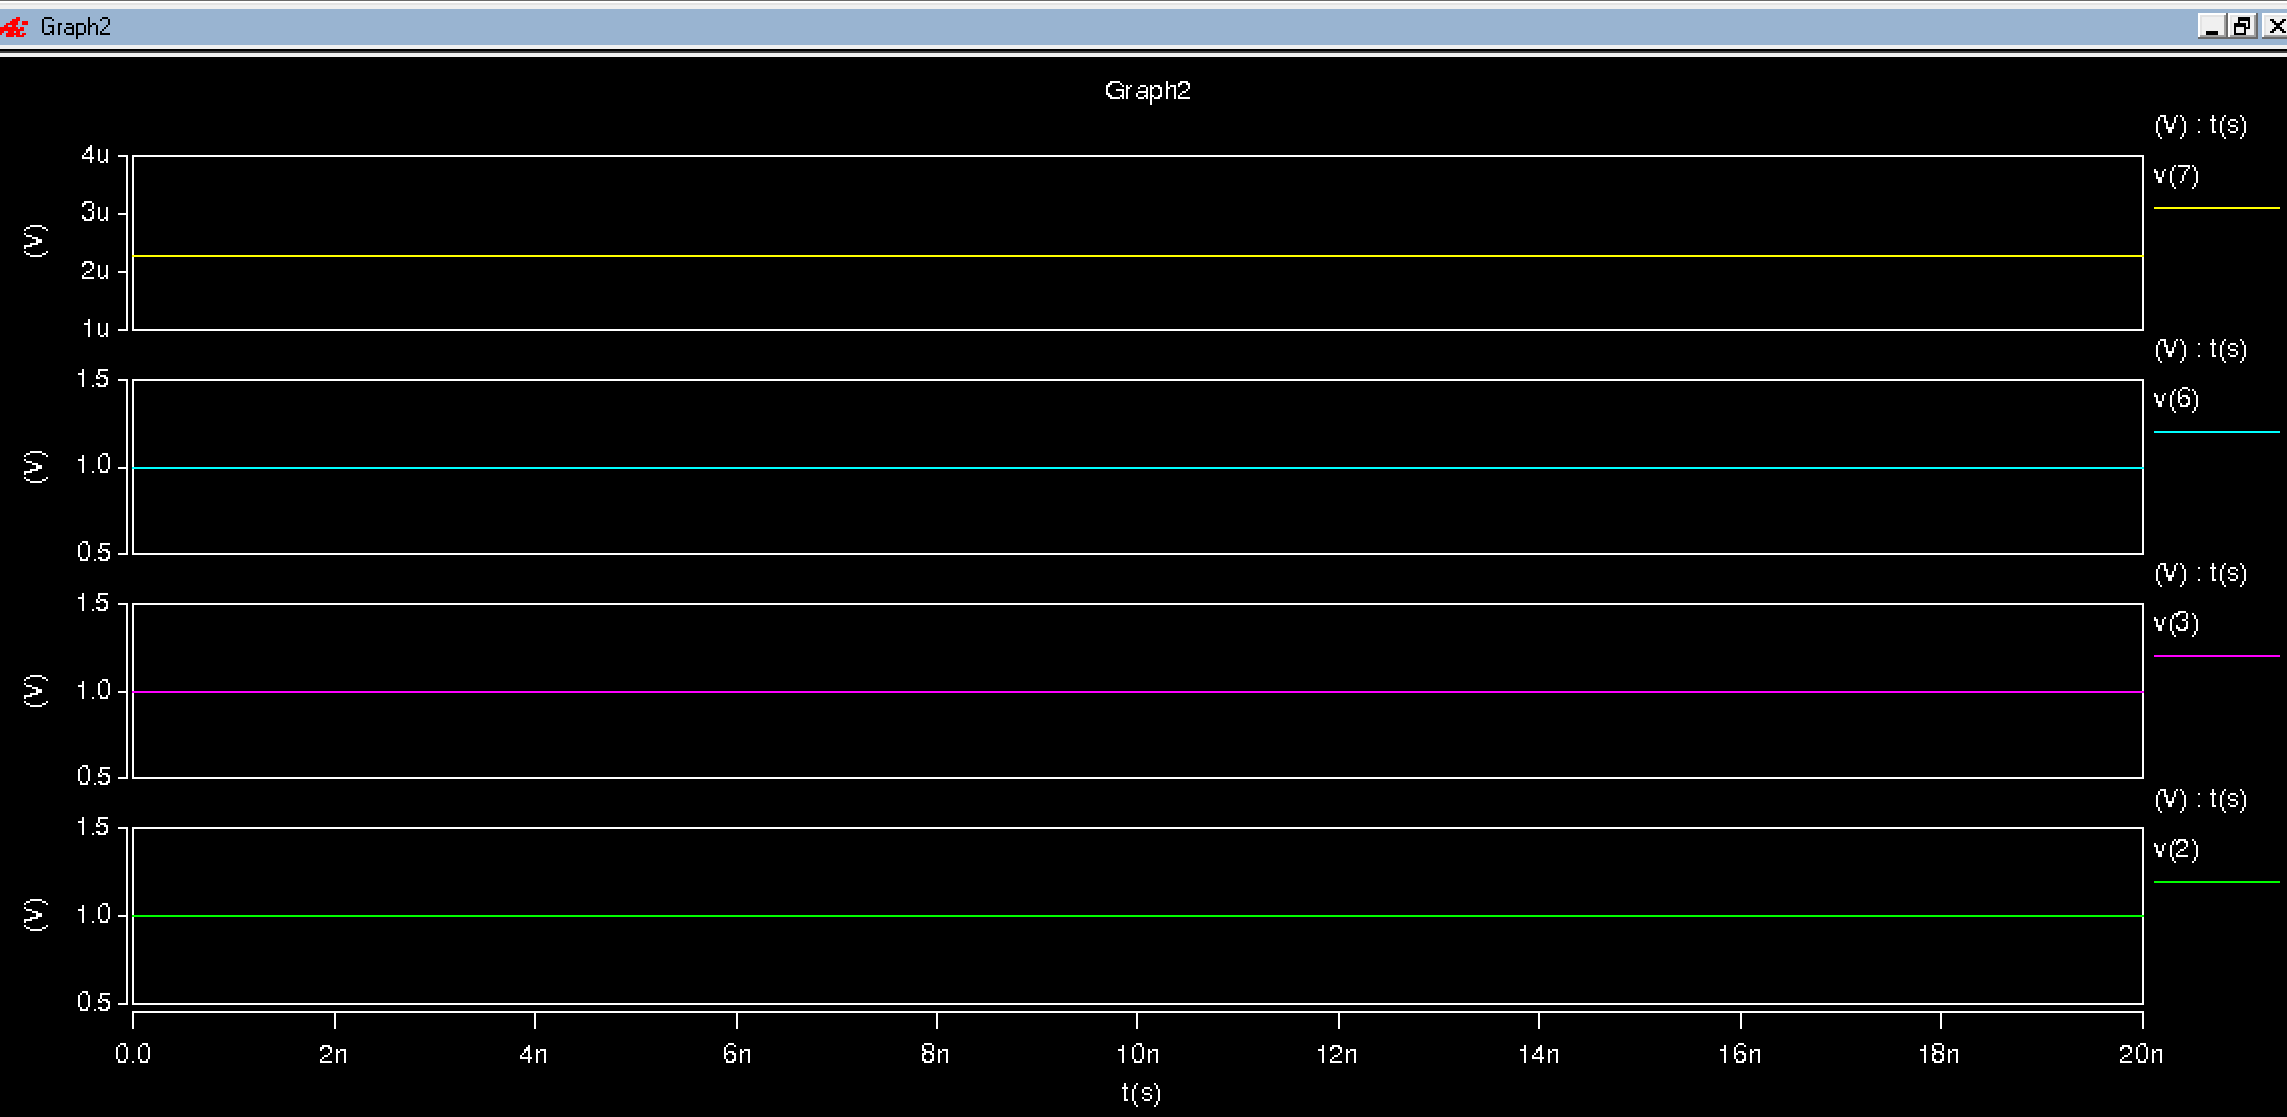 Graph2
Graph2
(V) : t(s)
v(7)
4u
3u
2u
1u
(V)
(V) : t(s)
v(6)
1.5
1.0
0.5
(V)
(V) : t(s)
v(3)
1.5
1.0
0.5
(V)
(V) : t(s)
v(2)
1.5
1.0
0.5
(V)
0.0 2n 4n 6n 8n 10n 12n 14n 16n 18n 20n
t(s)